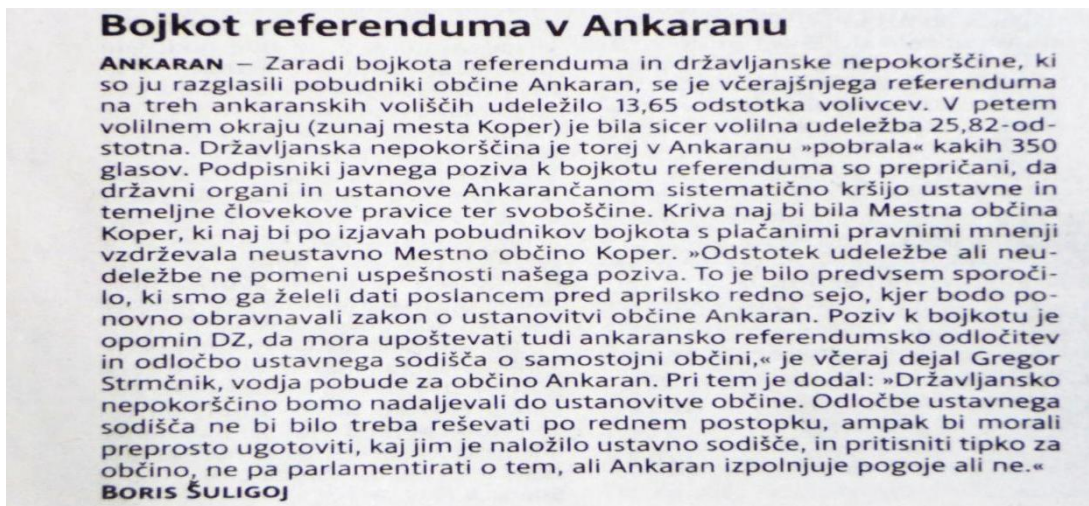 Bojkot referenduma v Ankaranu
ANKARAN – Zaradi bojkota referenduma in državljanske nepokorščine, ki
so ju razglasili pobudniki občine Ankaran, se je včerajšnjega referenduma
na treh ankaranskih voliščih udeležilo 13,65 odstotka volivcev. V petem
volilnem okraju (zunaj mesta Koper) je bila sicer volilna udeležba 25,82-od-
stotna. Državljanska nepokorščina je torej v Ankaranu »pobrala« kakih 350
glasov. Podpisniki javnega poziva k bojkotu referenduma so prepričani, da
državni organi in ustanove Ankarančanom sistematično kršijo ustavne in
temeljne človekove pravice ter svoboščine. Kriva naj bi bila Mestna občina
Koper, ki naj bi po izjavah pobudnikov bojkota s plačanimi pravnimi mnenji
vzdrževala neustavno Mestno občino Koper. »Odstotek udeležbe ali neu-
deležbe ne pomeni uspešnosti našega poziva. To je bilo predvsem sporoči-
lo, ki smo ga želeli dati poslancem pred aprilsko redno sejo, kjer bodo po-
novno obravnavali zakon o ustanovitvi občine Ankaran. Poziv k bojkotu je
opomin DZ, da mora upoštevati tudi ankaransko referendumsko odločitev
in odločbo ustavnega sodišča o samostojni občini,« je včeraj dejal Gregor
Strmčnik, vodja pobude za občino Ankaran. Pri tem je dodal: »Državljansko
nepokorščino bomo nadaljevali do ustanovitve občine. Odločbe ustavnega
sodišča ne bi bilo treba reševati po rednem postopku, ampak bi morali
preprosto ugotoviti, kaj jim je naložilo ustavno sodišče, in pritisniti tipko za
občino, ne pa parlamentirati o tem, ali Ankaran izpolnjuje pogoje ali ne.«
BORIS ŠULIGOJ